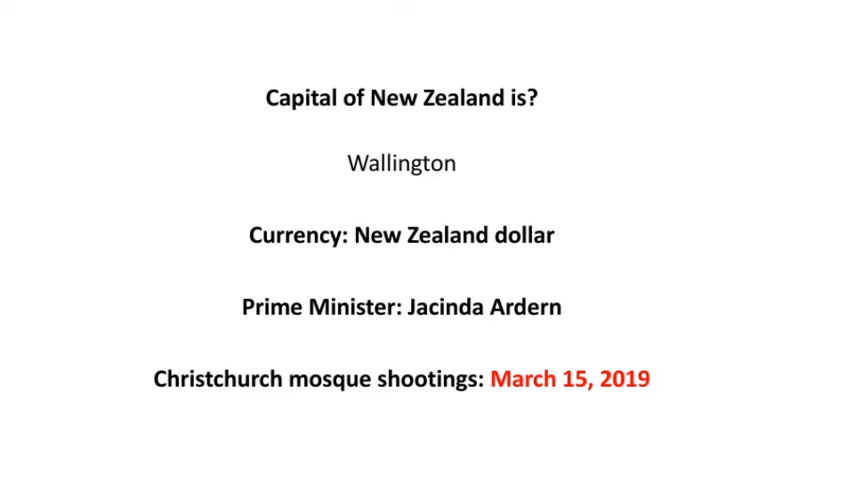 Capital of New Zealand is?
Wallington
Currency: New Zealand dollar
Prime Minister: Jacinda Ardern
Christchurch mosque shootings: March 15, 2019